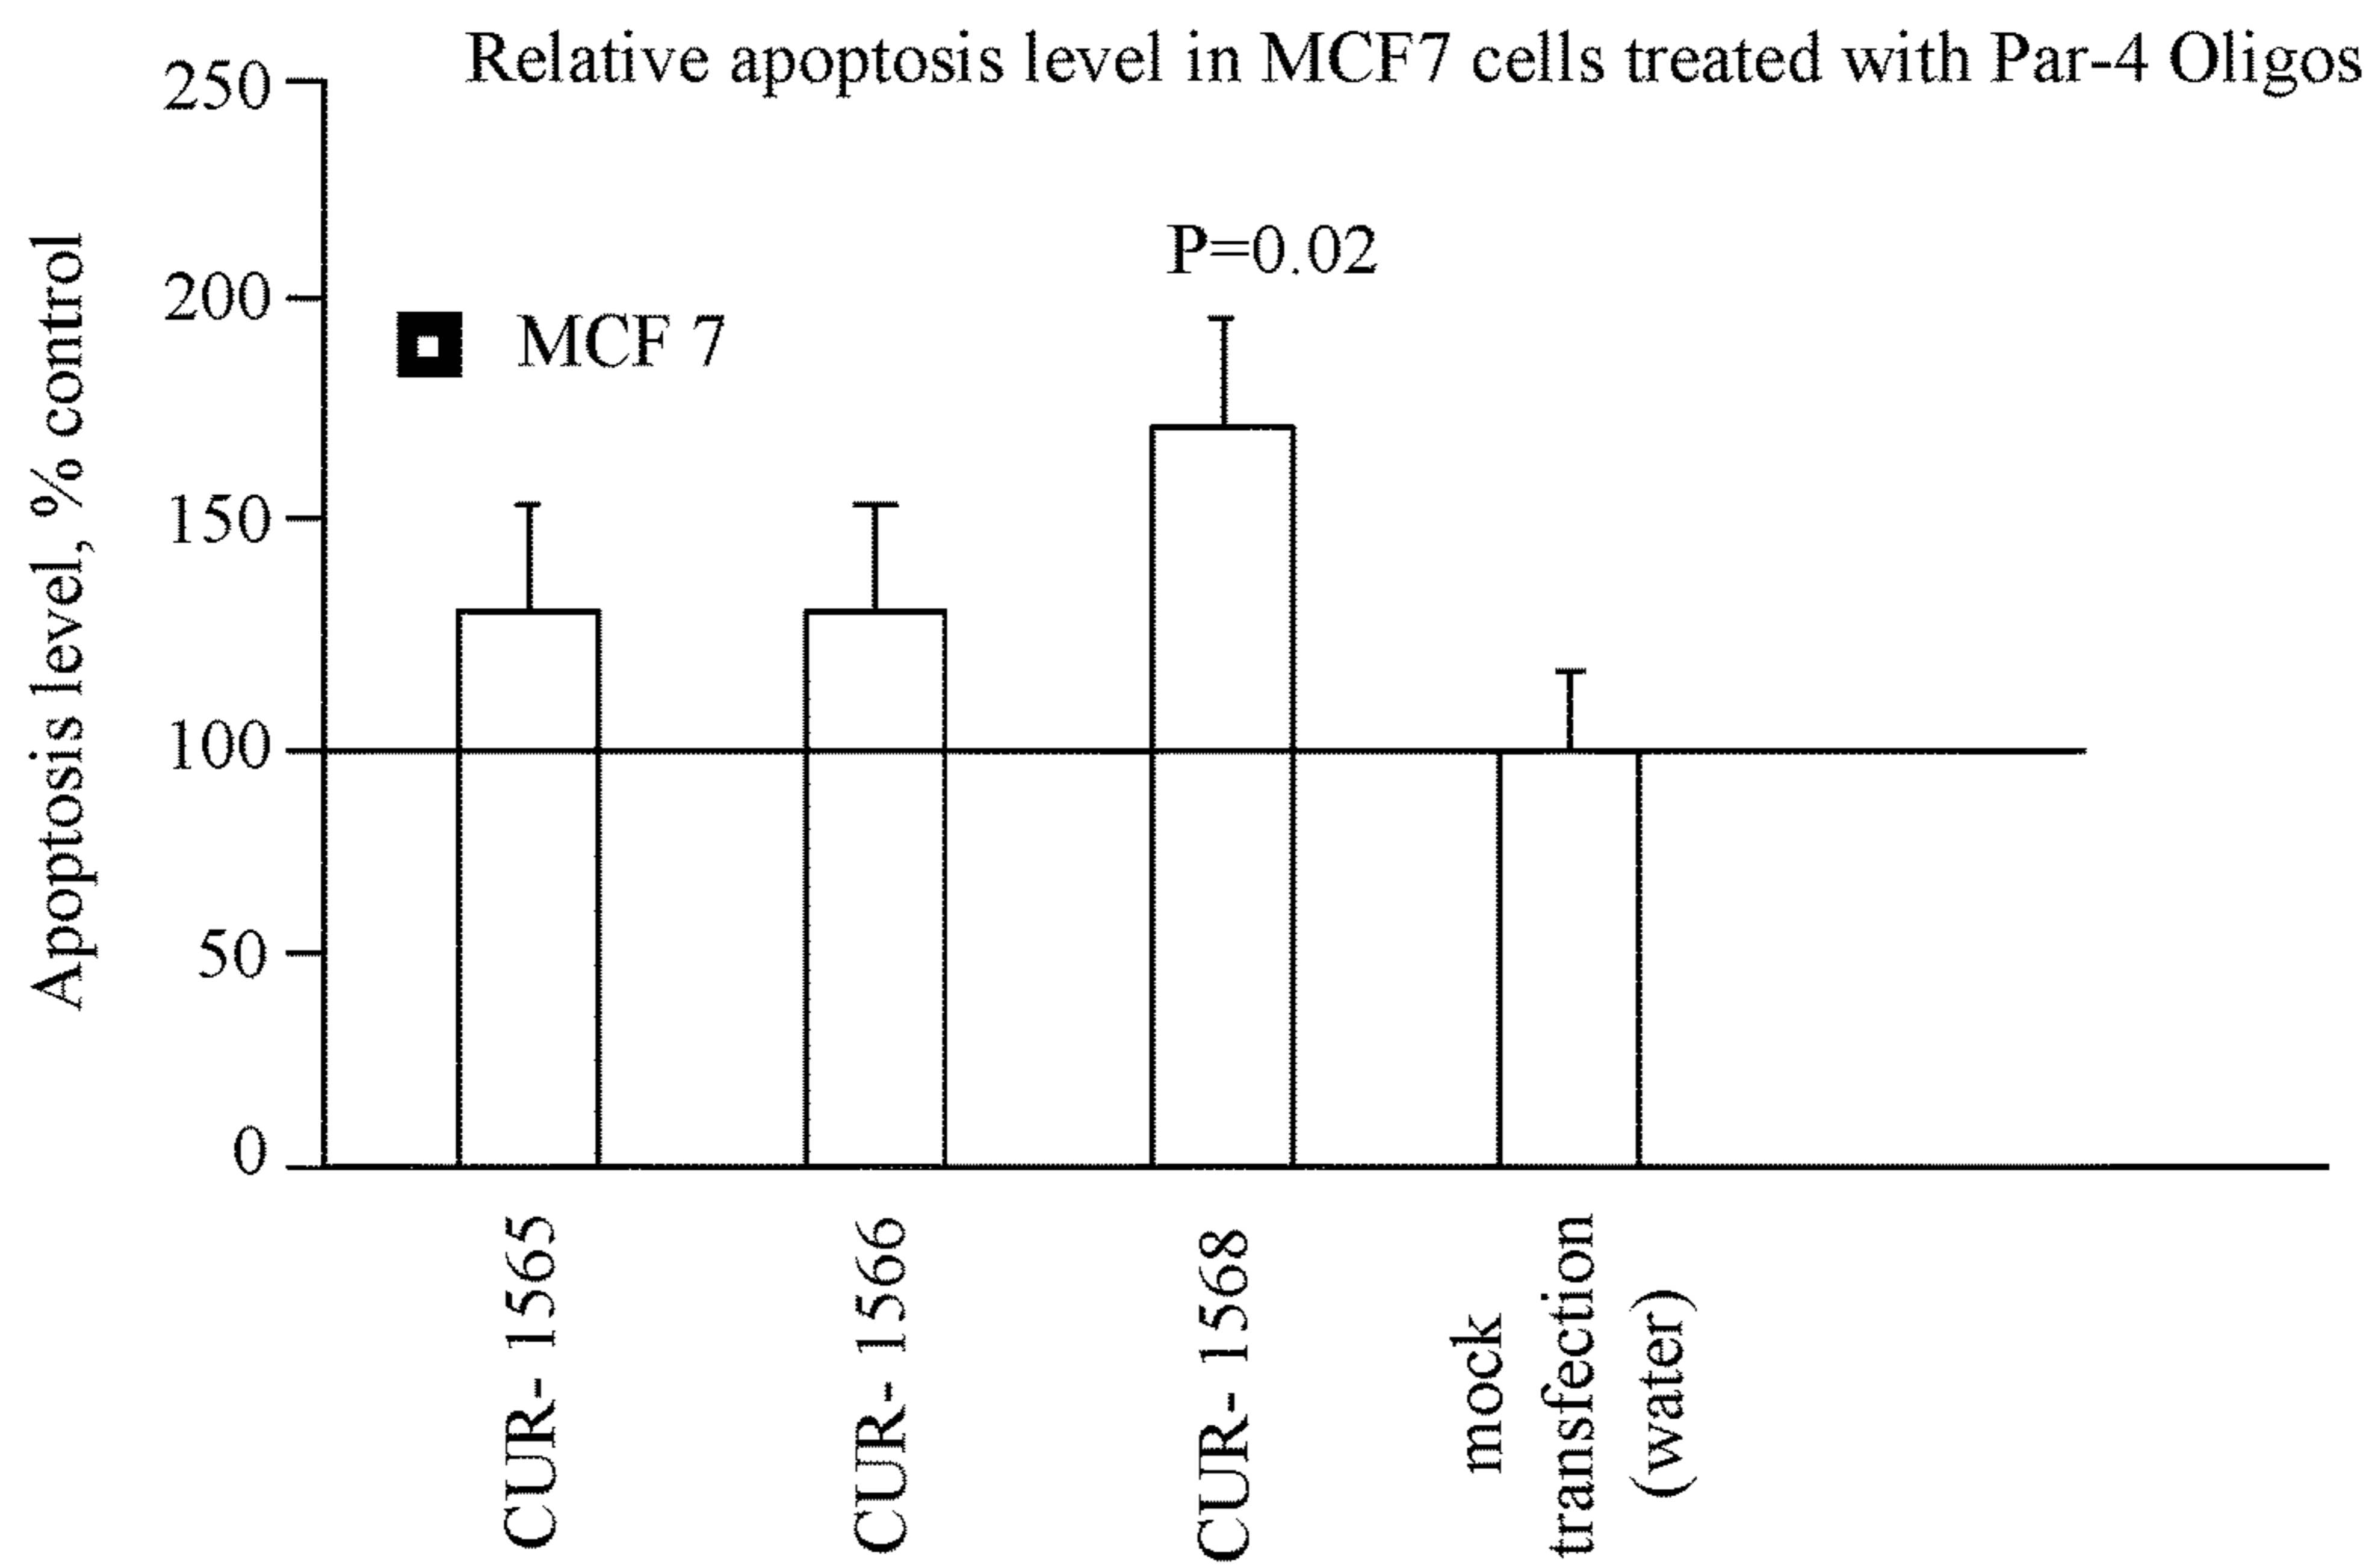 Relative apoptosis level in MCF7 cells treated with Par-4 Oligos
Apoptosis level, % control
250
200
150
100
50
0
MCF 7
P=0.02
CUR- 1565
CUR- 1566
CUR- 1568
mock
transfection
(water)